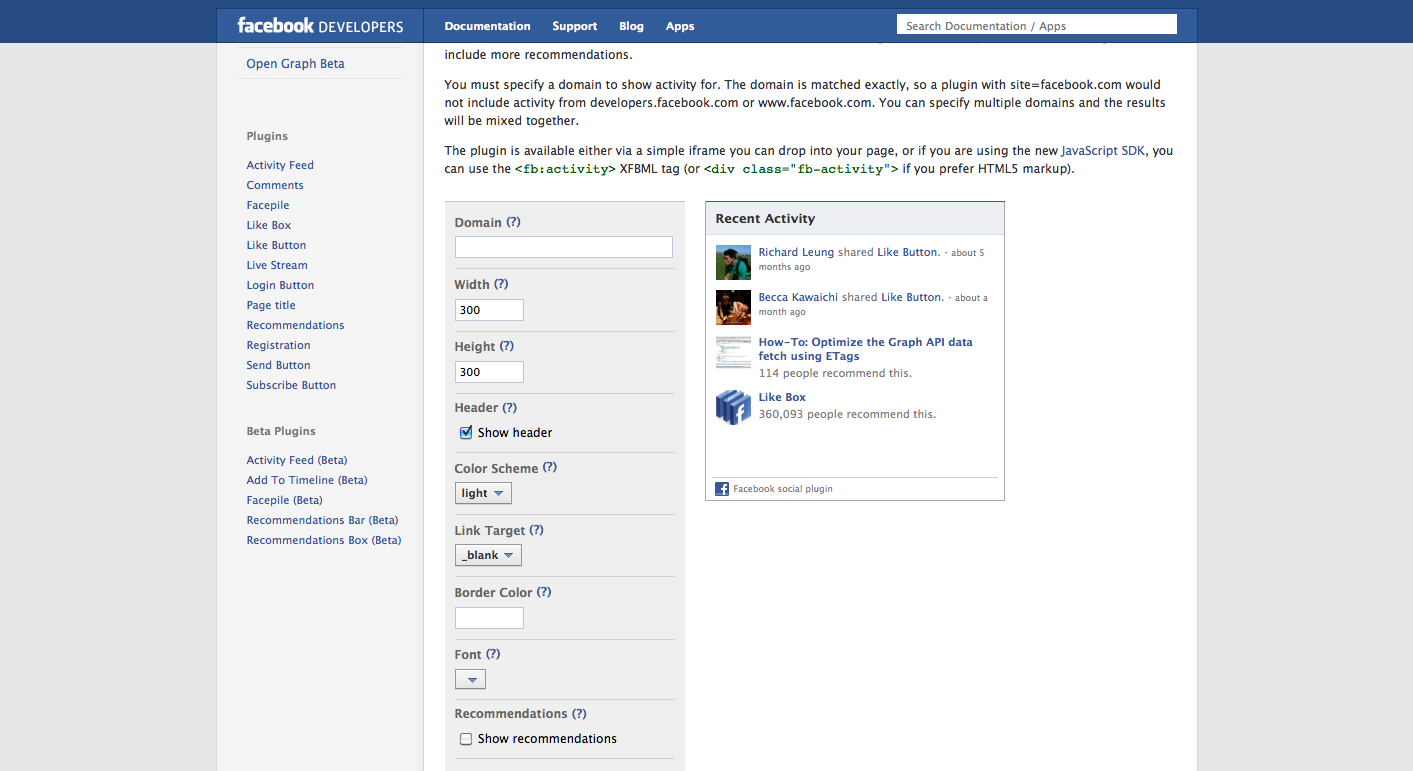 facebook DEVELOPERS
Documentation Support Blog Apps
Search Documentation / Apps
Open Graph Beta
Plugins
Activity Feed
Comments
Facepile
Like Box
Like Button
Live Stream
Login Button
Page title
Recommendations
Registration
Send Button
Subscribe Button
Beta Plugins
Activity Feed (Beta)
Add To Timeline (Beta)
Facepile (Beta)
Recommendations Bar (Beta)
Recommendations Box (Beta)
include more recommendations.
You must specify a domain to show activity for. The domain is matched exactly, so a plugin with site=facebook.com would
not include activity from developers.facebook.com or www.facebook.com. You can specify multiple domains and the results
will be mixed together.
The plugin is available either via a simple iframe you can drop into your page, or if you are using the new JavaScript SDK, you
can use the <fb:activity> XFBML tag (or <div class="fb-activity"> if you prefer HTML5 markup).
Domain (?)
Width (?)
300
Height (?)
300
Header (?)
Show header
Color Scheme (?)
light
Link Target (?)
_blank
Border Color (?)
Font (?)
Recommendations (?)
Show recommendations
Recent Activity
Richard Leung shared Like Button. · about 5
months ago
Becca Kawaichi shared Like Button. · about a
month ago
How-To: Optimize the Graph API data
fetch using ETags
114 people recommend this.
Like Box
360,093 people recommend this.
Facebook social plugin